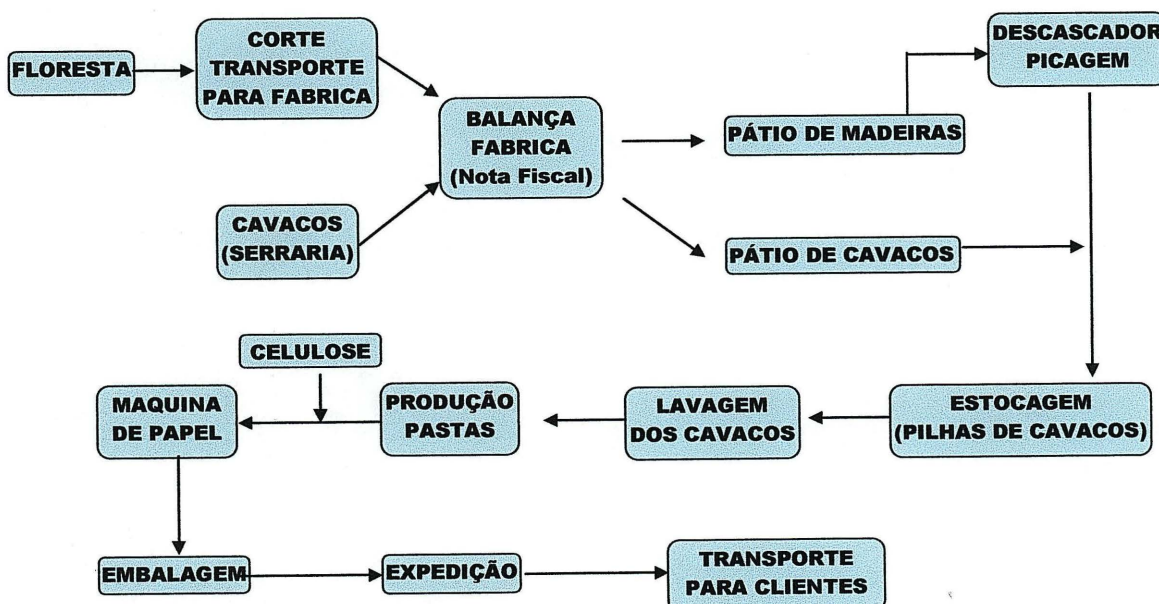 FLORESTA
CORTE
TRANSPORTE
PARA FABRICA
CAVACOS
(SERRARIA)
BALANÇA
FABRICA
(Nota Fiscal)
PÁTIO DE MADEIRAS
DESCASCADOR
PICAGEM
PÁTIO DE CAVACOS
ESTOCAGEM
(PILHAS DE CAVACOS)
LAVAGEM
DOS CAVACOS
PRODUÇÃO
PASTAS
CELULOSE
MAQUINA
DE PAPEL
EMBALAGEM
EXPEDIÇÃO
TRANSPORTE
PARA CLIENTES